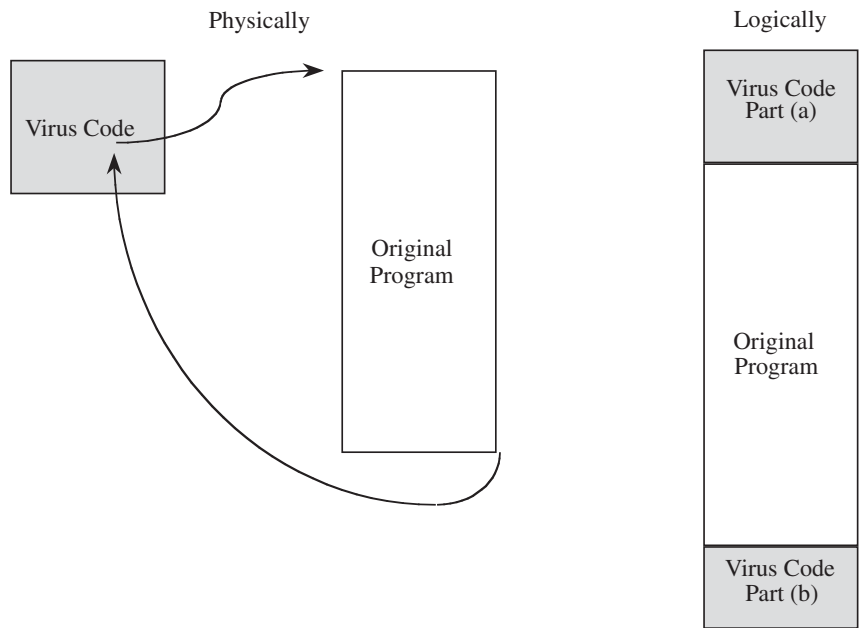 Physically
Virus Code
Original
Program
Logically
Virus Code
Part (a)
Original
Program
Virus Code
Part (b)